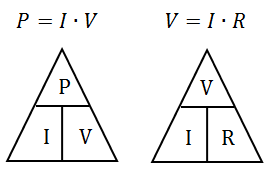 P = I · V
V = I · R
P
I V
V
I R